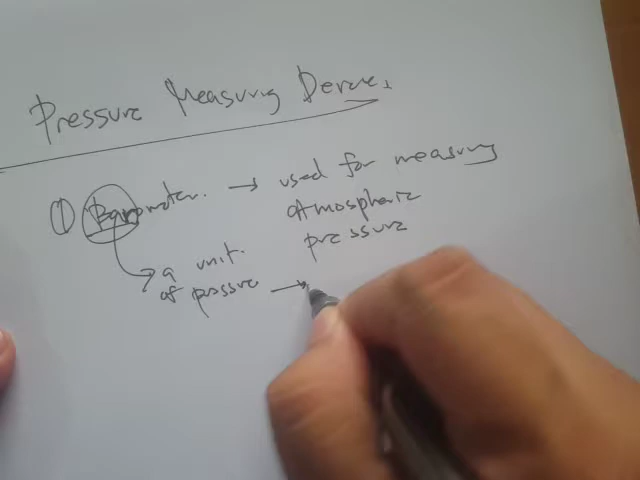 Pressure Measuring Device.
① Barometer. → used for measuring
atmospheric
pressure
a unit.
of pressure →